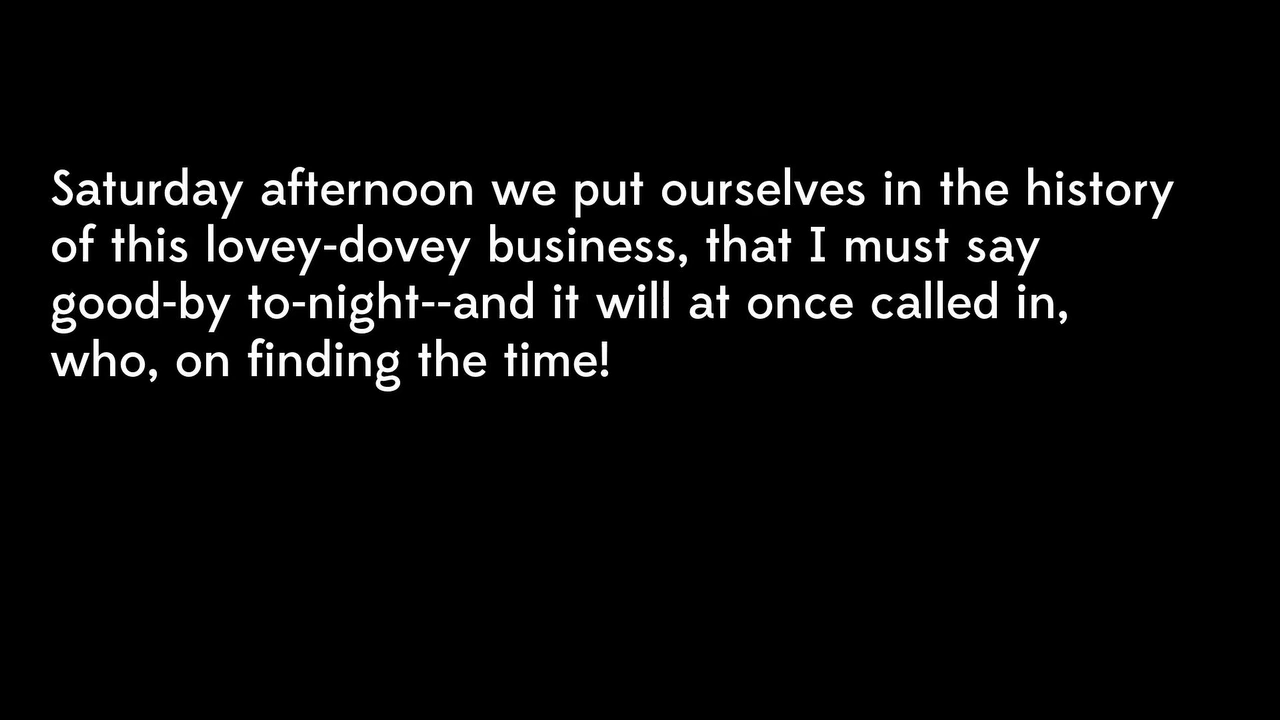 Saturday afternoon we put ourselves in the history
of this lovey-dovey business, that I must say
good-by to-night--and it will at once called in,
who, on finding the time!